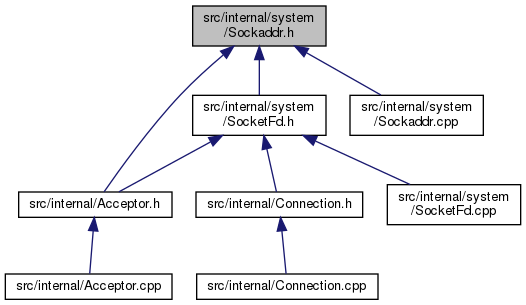 src/internal/system
/Sockaddr.h
src/internal/system
/SocketFd.h
src/internal/system
/Sockaddr.cpp
src/internal/Acceptor.h
src/internal/Connection.h
src/internal/system
/SocketFd.cpp
src/internal/Acceptor.cpp
src/internal/Connection.cpp